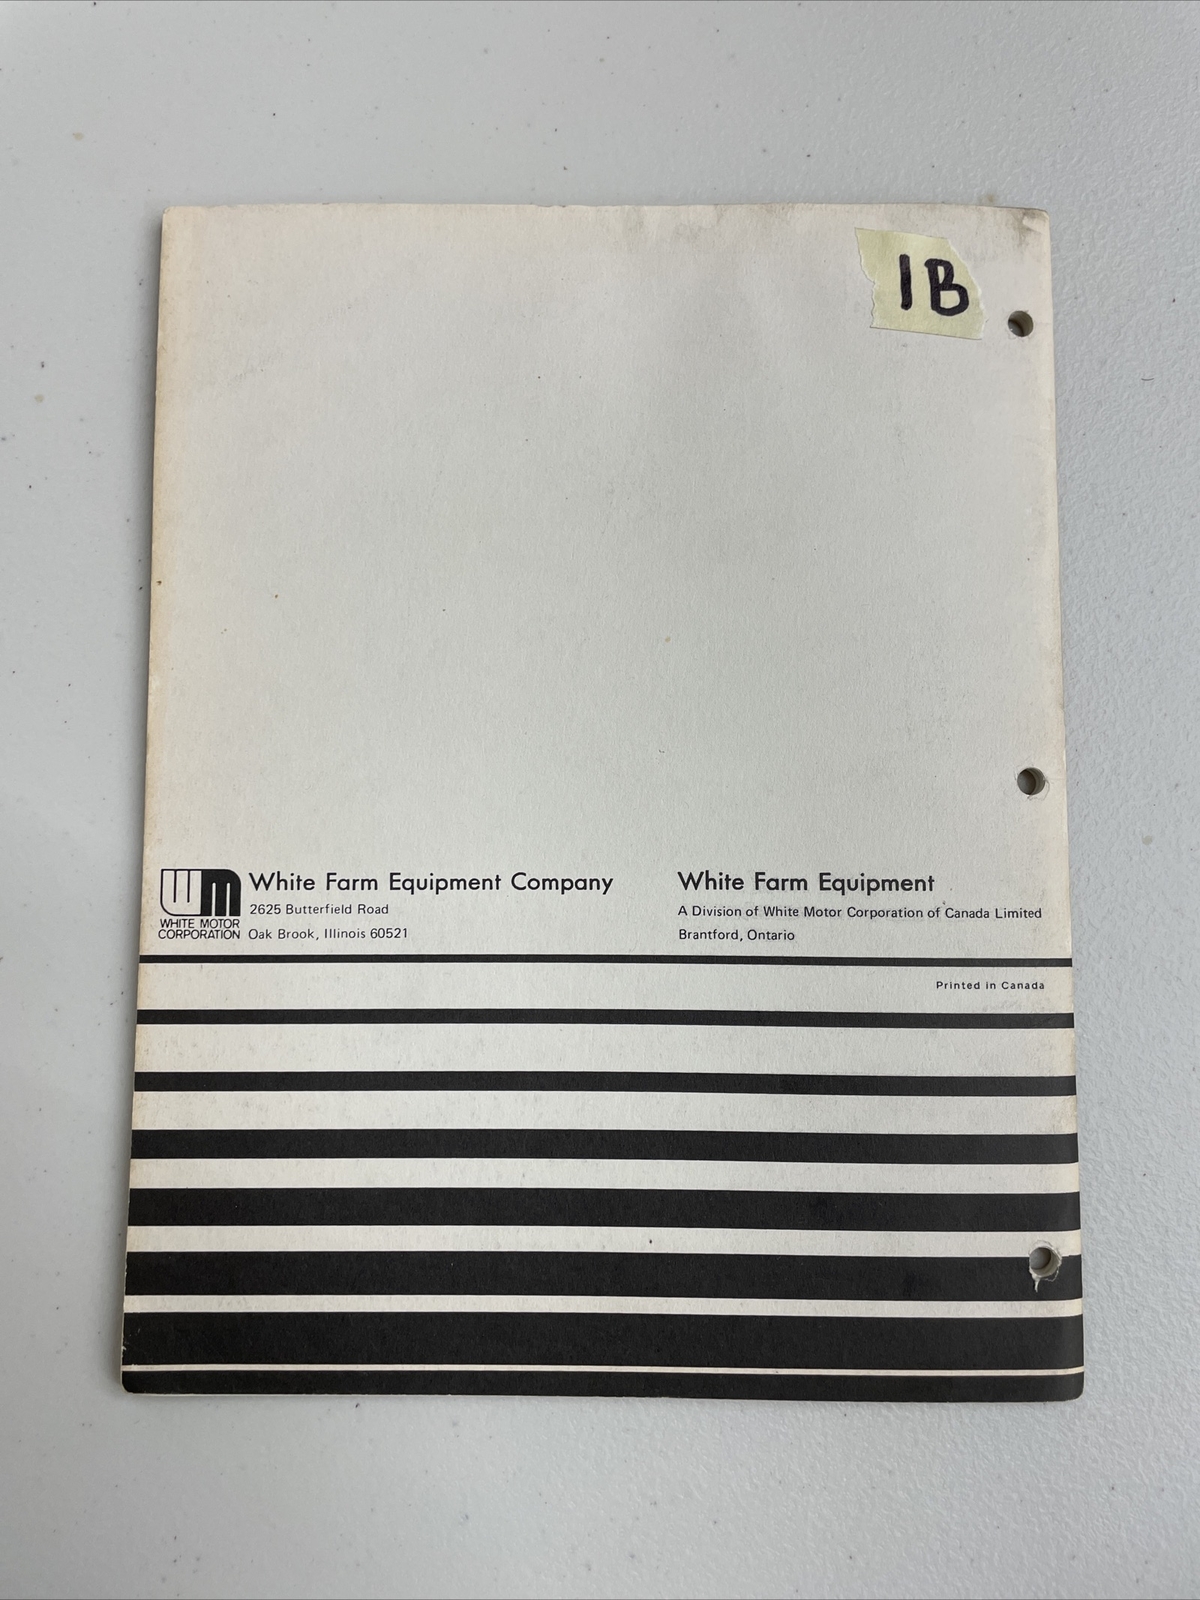 1B
WM
WHITE MOTOR
CORPORATION
White Farm Equipment Company
2625 Butterfield Road
Oak Brook, Illinois 60521
White Farm Equipment
A Division of White Motor Corporation of Canada Limited
Brantford, Ontario
Printed in Canada